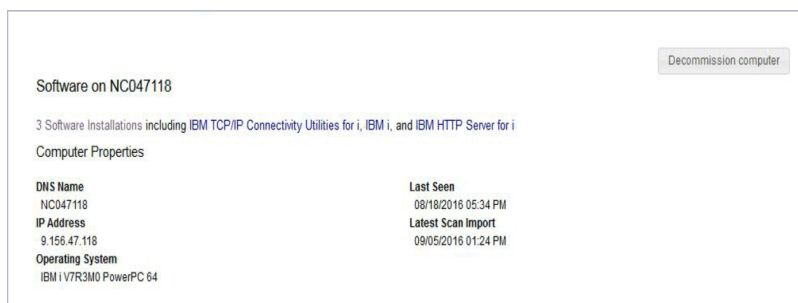 Decommission computer
Software on NC047118
3 Software Installations including IBM TCP/IP Connectivity Utilities for i, IBM i, and IBM HTTP Server for i
Computer Properties
DNS Name
NC047118
IP Address
9.156.47.118
Operating System
IBM i V7R3M0 PowerPC 64
Last Seen
08/18/2016 05:34 PM
Latest Scan Import
09/05/2016 01:24 PM